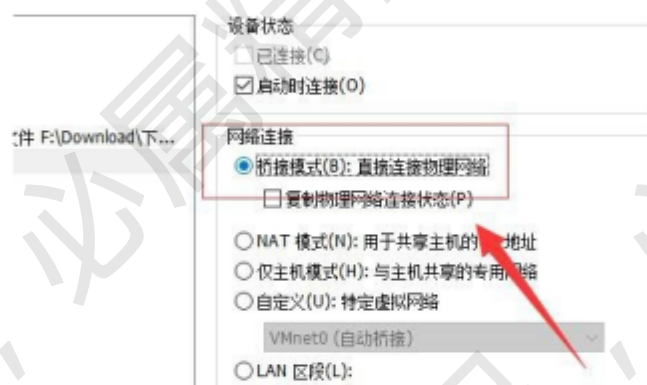 设备状态
已连接(C)
启动时连接(O)
文件 F:\Download\下...
网络连接
桥接模式(B): 直接连接物理网络
复制物理网络连接状态(P)
NAT 模式(N): 用于共享主机的 地址
仅主机模式(H): 与主机共享的专用网络
自定义(U): 特定虚拟网络
VMnet0 (自动桥接)
LAN 区段(L):